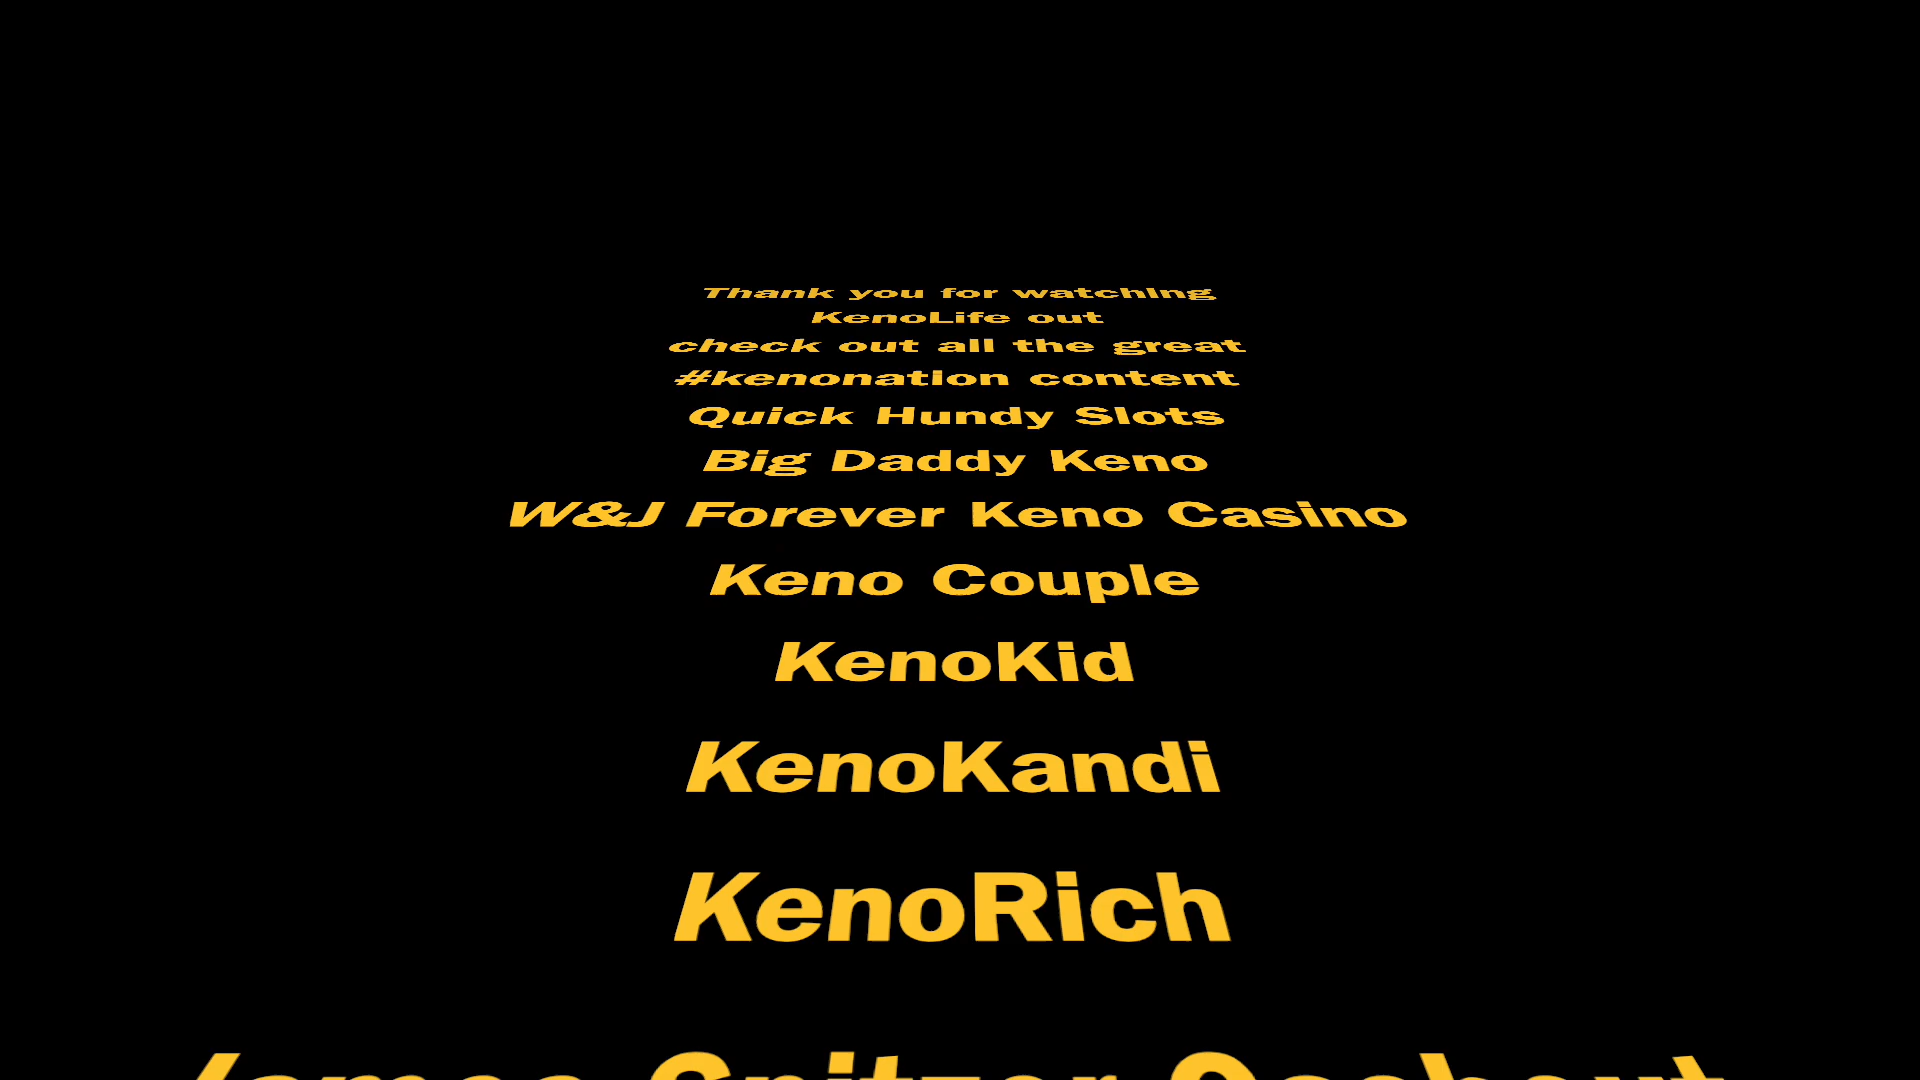 Thank you for watching
KenoLife out
check out all the great
#kenonation content
Quick Hundy Slots
Big Daddy Keno
W&J Forever Keno Casino
Keno Couple
KenoKid
KenoKandi
KenoRich
Spitzer